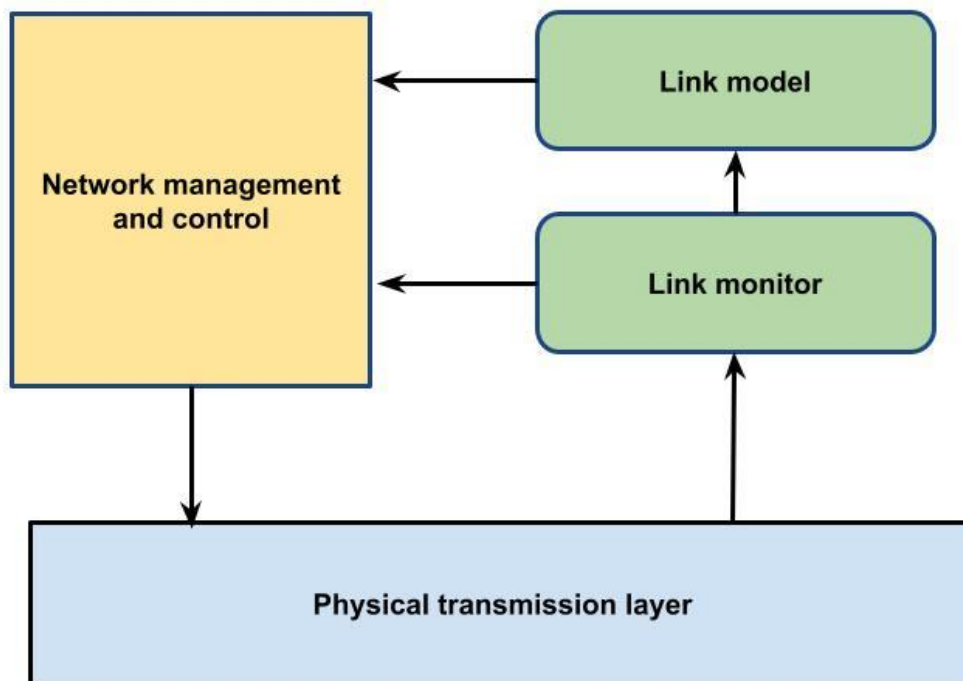 Link model
Network management
and control
Link monitor
Physical transmission layer